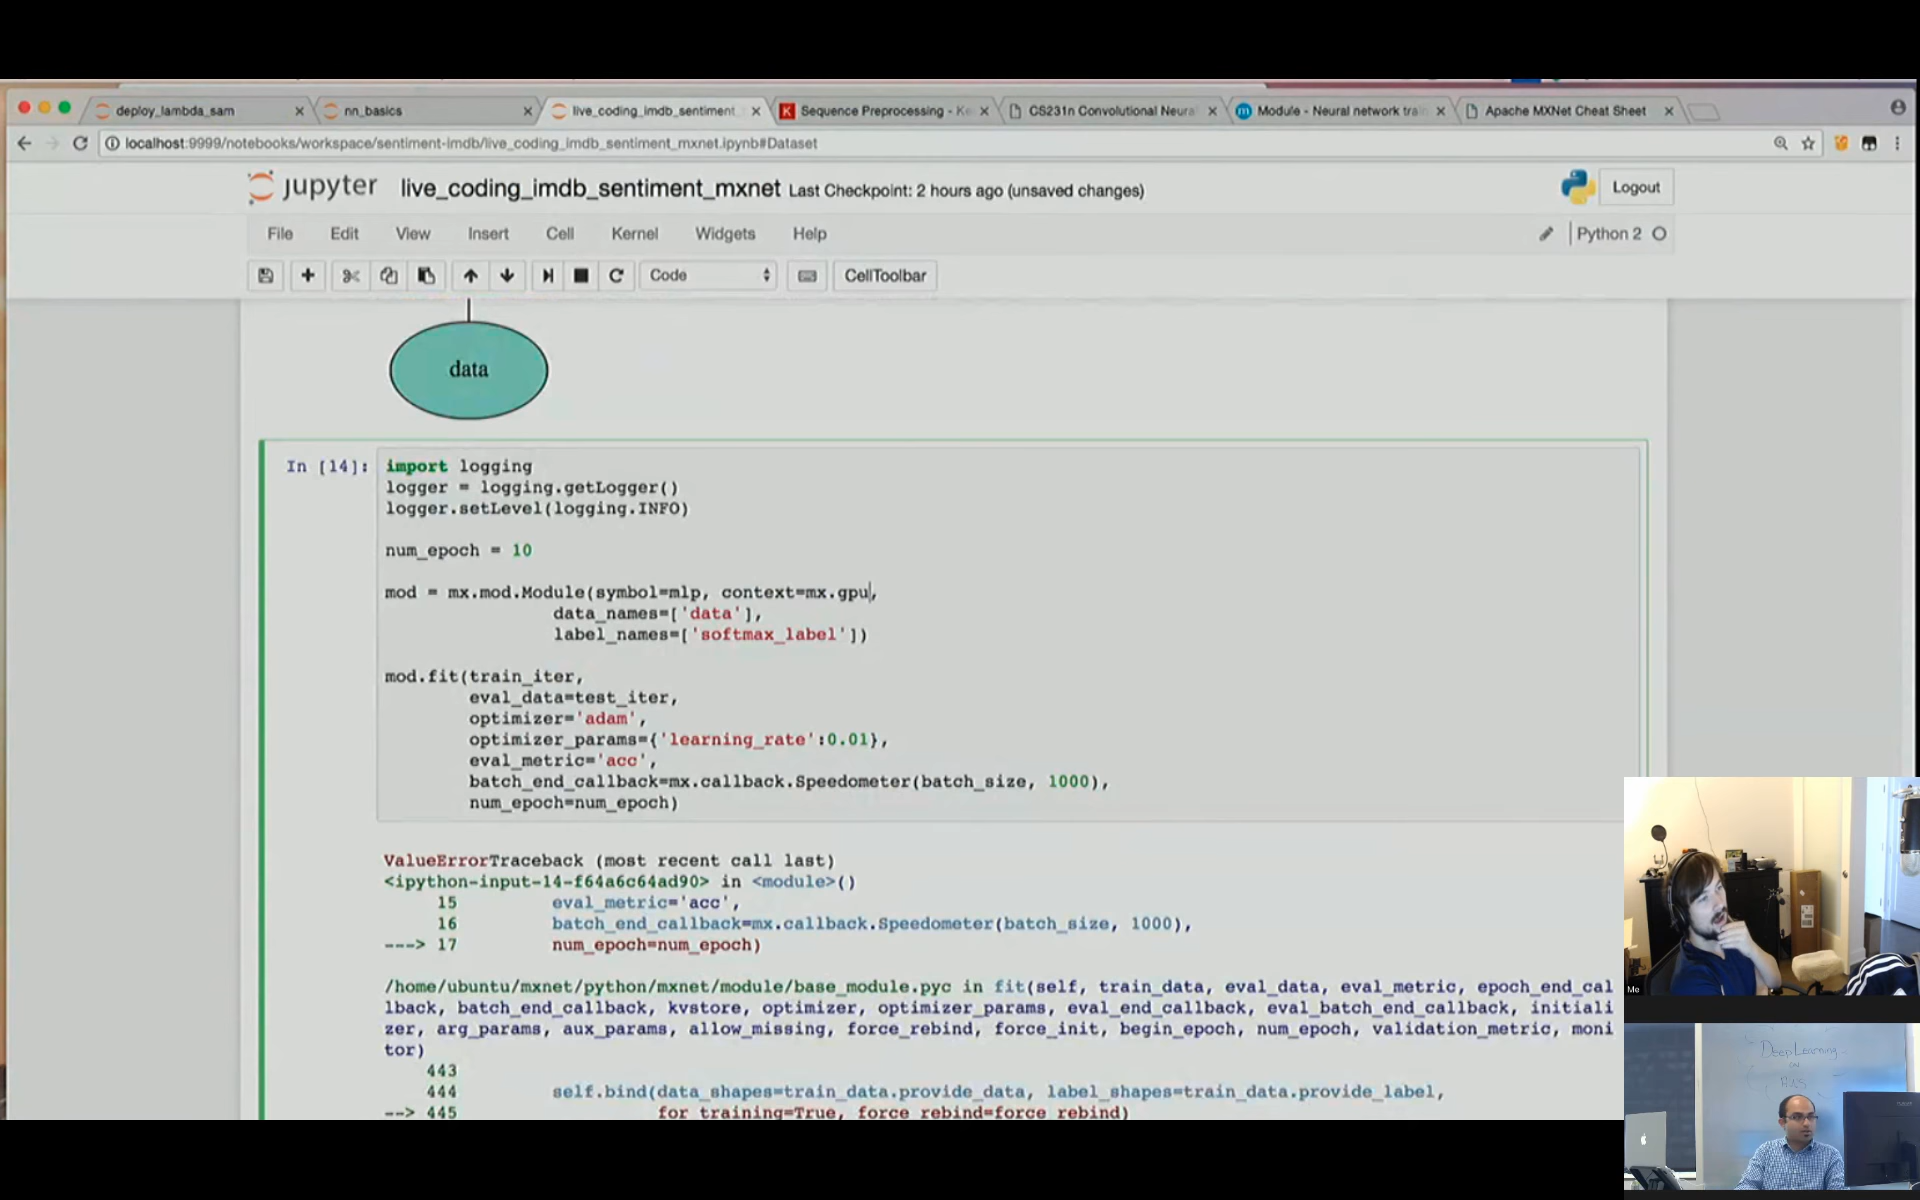 deploy_lambda_sam
nn_basics
live_coding_imdb_sentiment
Sequence Preprocessing - Ke
CS231n Convolutional Neura
Module - Neural network trai
Apache MXNet Cheat Sheet
localhost:9999/notebooks/workspace/sentiment-imdb/live_coding_imdb_sentiment_mxnet.ipynb#Dataset
jupyter live_coding_imdb_sentiment_mxnet Last Checkpoint: 2 hours ago (unsaved changes)
Logout
File Edit View Insert Cell Kernel Widgets Help
Python 2
Code
CellToolbar
data
In [14]: import logging
logger = logging.getLogger()
logger.setLevel(logging.INFO)
num_epoch = 10
mod = mx.mod.Module(symbol=mlp, context=mx.gpu,
data_names=['data'],
label_names=['softmax_label'])
mod.fit(train_iter,
eval_data=test_iter,
optimizer='adam',
optimizer_params={'learning_rate':0.01},
eval_metric='acc',
batch_end_callback=mx.callback.Speedometer(batch_size, 1000),
num_epoch=num_epoch)
ValueErrorTraceback (most recent call last)
<ipython-input-14-f64a6c64ad90> in <module>()
15 eval_metric='acc',
16 batch_end_callback=mx.callback.Speedometer(batch_size, 1000),
---> 17 num_epoch=num_epoch)
/home/ubuntu/mxnet/python/mxnet/module/base_module.pyc in fit(self, train_data, eval_data, eval_metric, epoch_end_cal
lback, batch_end_callback, kvstore, optimizer, optimizer_params, eval_end_callback, eval_batch_end_callback, initiali
zer, arg_params, aux_params, allow_missing, force_rebind, force_init, begin_epoch, num_epoch, validation_metric, moni
tor)
443
444 self.bind(data_shapes=train_data.provide_data, label_shapes=train_data.provide_label,
--> 445 for_training=True, force_rebind=force_rebind)
Me
Deep Learning
on
AWS